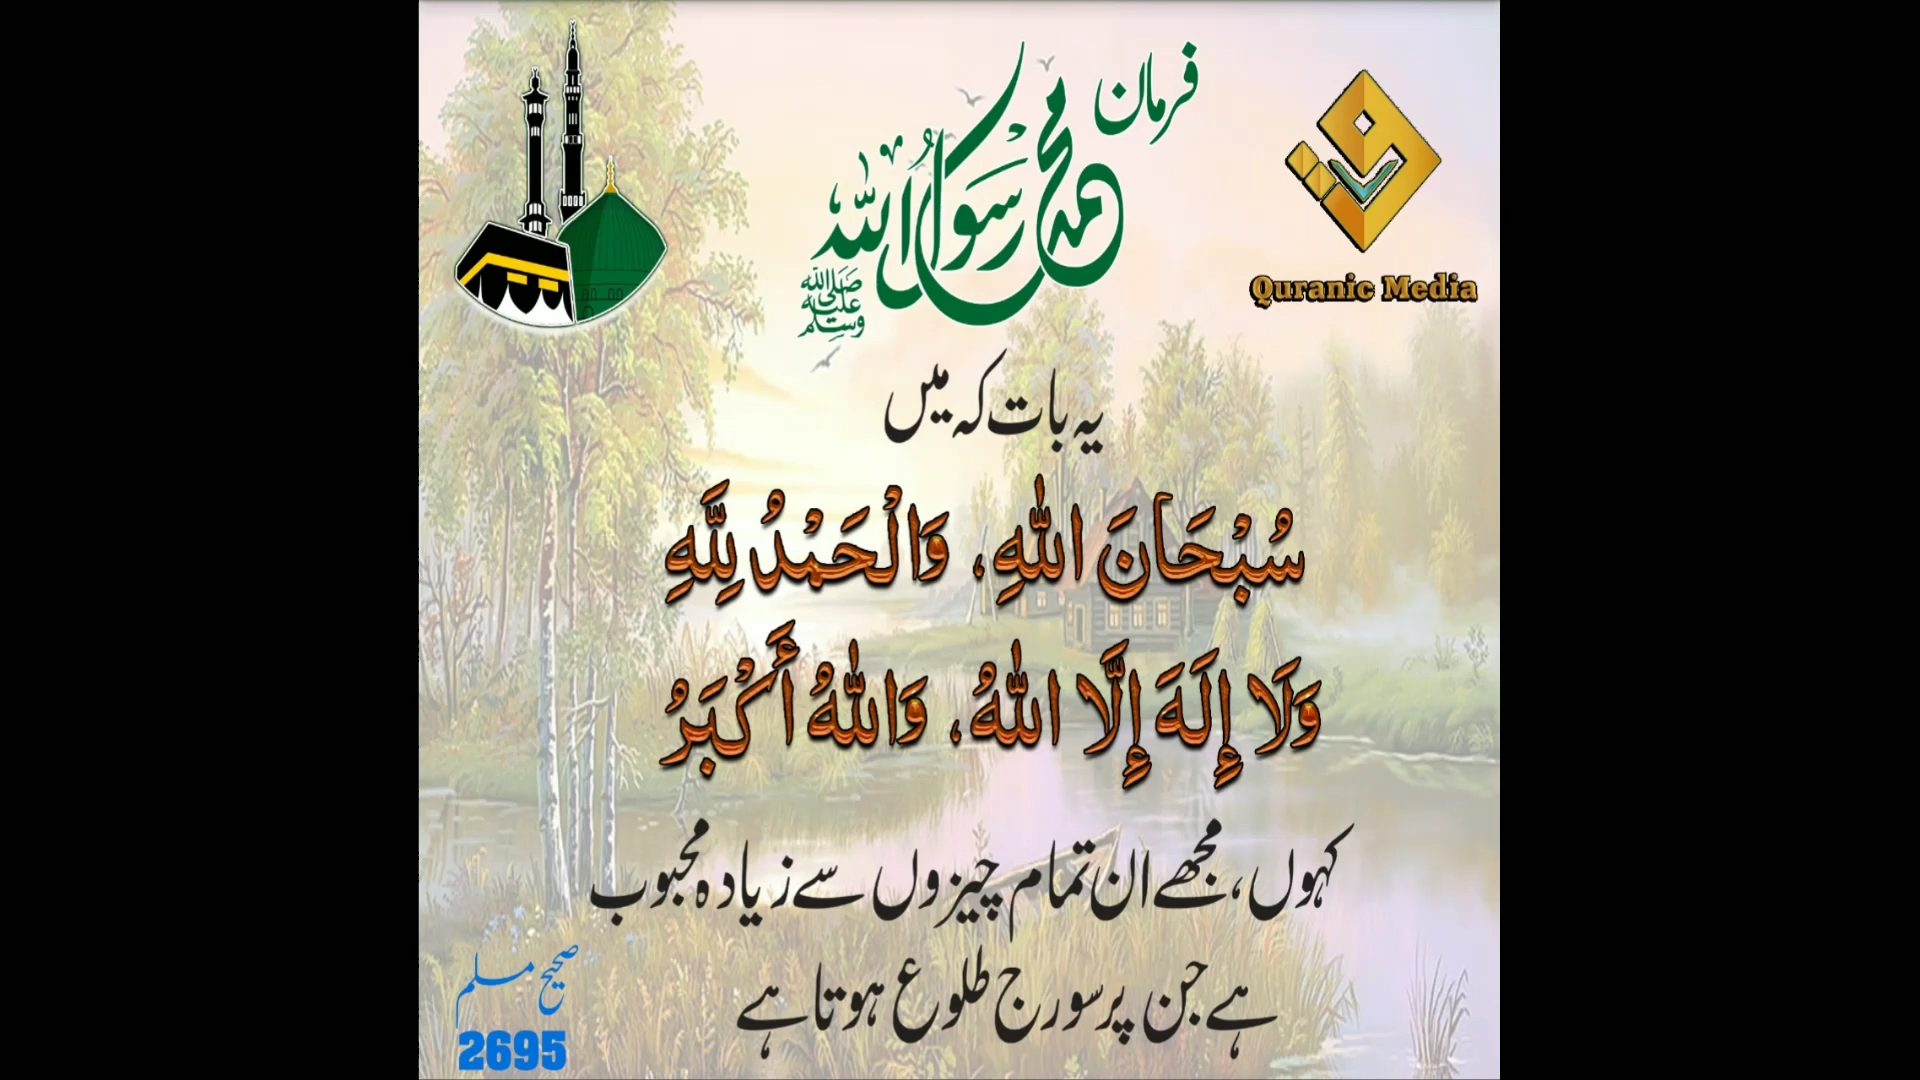 فرمان
محمد رسول اللہ
صلی اللہ علیہ وسلم
Quranic Media
یہ بات کہ میں
سُبْحَانَ اللهِ، وَالْحَمْدُ لِلَّهِ
وَلَا إِلَهَ إِلَّا اللهُ، وَاللهُ أَكْبَرُ
کہوں، مجھے ان تمام چیزوں سے زیادہ محبوب
ہے جن پر سورج طلوع ہوتا ہے
صحیح مسلم
2695